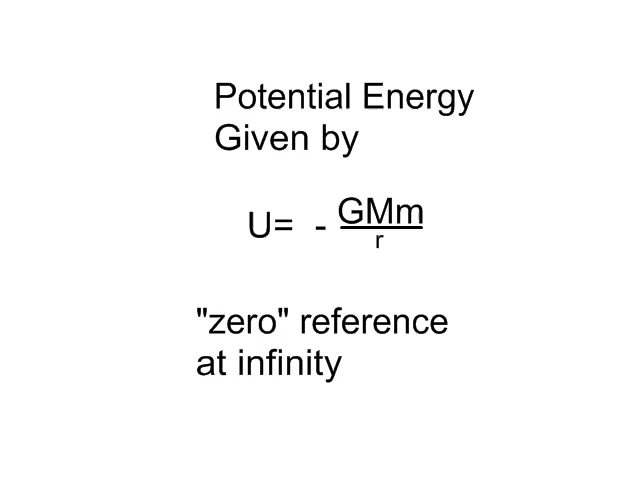 Potential Energy
Given by
U= - GMm
r
"zero" reference
at infinity